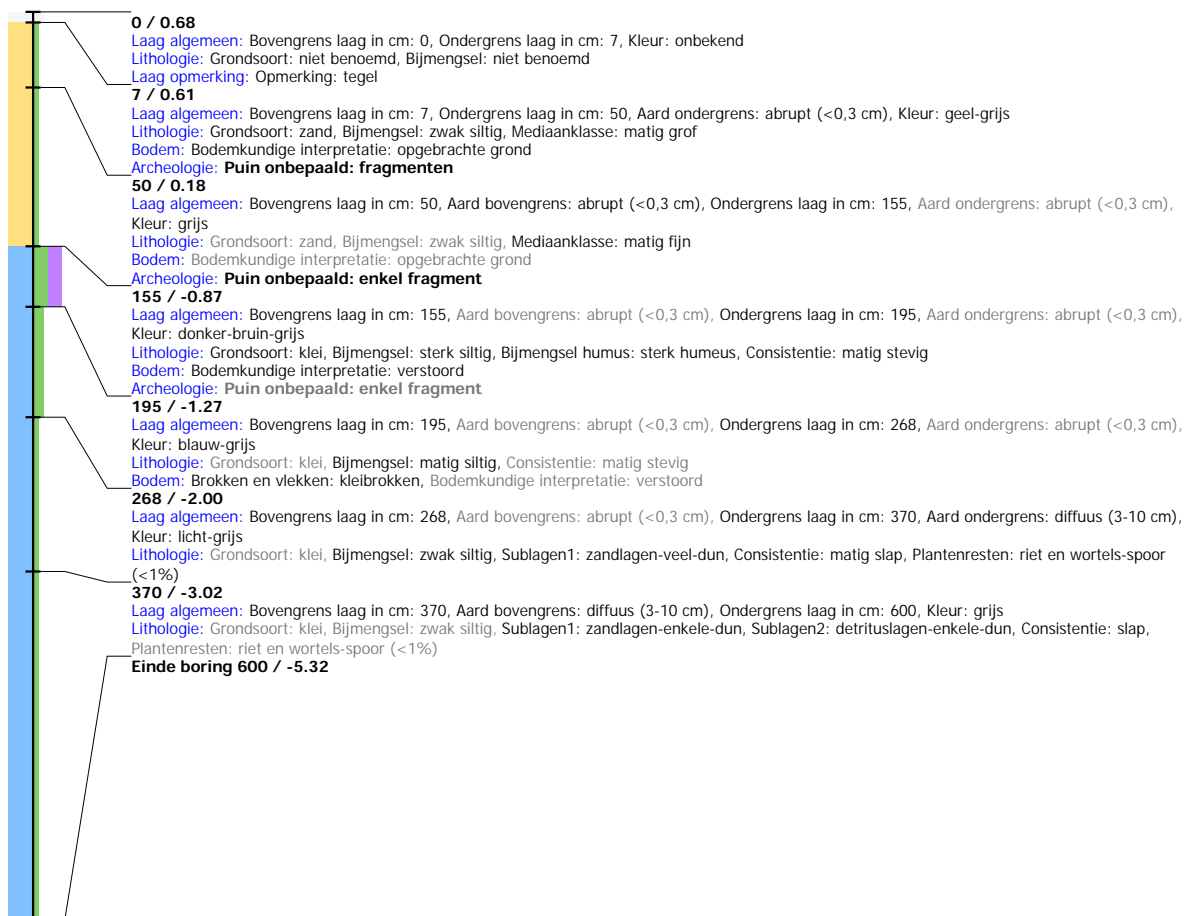 0 / 0.68
Laag algemeen: Bovengrens laag in cm: 0, Ondergrens laag in cm: 7, Kleur: onbekend
Lithologie: Grondsoort: niet benoemd, Bijmengsel: niet benoemd
Laag opmerking: Opmerking: tegel
7 / 0.61
Laag algemeen: Bovengrens laag in cm: 7, Ondergrens laag in cm: 50, Aard ondergrens: abrupt (<0,3 cm), Kleur: geel-grijs
Lithologie: Grondsoort: zand, Bijmengsel: zwak siltig, Mediaanklasse: matig grof
Bodem: Bodemkundige interpretatie: opgebrachte grond
Archeologie: Puin onbepaald: fragmenten
50 / 0.18
Laag algemeen: Bovengrens laag in cm: 50, Aard bovengrens: abrupt (<0,3 cm), Ondergrens laag in cm: 155, Aard ondergrens: abrupt (<0,3 cm),
Kleur: grijs
Lithologie: Grondsoort: zand, Bijmengsel: zwak siltig, Mediaanklasse: matig fijn
Bodem: Bodemkundige interpretatie: opgebrachte grond
Archeologie: Puin onbepaald: enkel fragment
155 / -0.87
Laag algemeen: Bovengrens laag in cm: 155, Aard bovengrens: abrupt (<0,3 cm), Ondergrens laag in cm: 195, Aard ondergrens: abrupt (<0,3 cm),
Kleur: donker-bruin-grijs
Lithologie: Grondsoort: klei, Bijmengsel: sterk siltig, Bijmengsel humus: sterk humeus, Consistentie: matig stevig
Bodem: Bodemkundige interpretatie: verstoord
Archeologie: Puin onbepaald: enkel fragment
195 / -1.27
Laag algemeen: Bovengrens laag in cm: 195, Aard bovengrens: abrupt (<0,3 cm), Ondergrens laag in cm: 268, Aard ondergrens: abrupt (<0,3 cm),
Kleur: blauw-grijs
Lithologie: Grondsoort: klei, Bijmengsel: matig siltig, Consistentie: matig stevig
Bodem: Brokken en vlekken: kleibrokken, Bodemkundige interpretatie: verstoord
268 / -2.00
Laag algemeen: Bovengrens laag in cm: 268, Aard bovengrens: abrupt (<0,3 cm), Ondergrens laag in cm: 370, Aard ondergrens: diffuus (3-10 cm),
Kleur: licht-grijs
Lithologie: Grondsoort: klei, Bijmengsel: zwak siltig, Sublagen1: zandlagen-veel-dun, Consistentie: matig slap, Plantenresten: riet en wortels-spoor
(<1%)
370 / -3.02
Laag algemeen: Bovengrens laag in cm: 370, Aard bovengrens: diffuus (3-10 cm), Ondergrens laag in cm: 600, Kleur: grijs
Lithologie: Grondsoort: klei, Bijmengsel: zwak siltig, Sublagen1: zandlagen-enkele-dun, Sublagen2: detrituslagen-enkele-dun, Consistentie: slap,
Plantenresten: riet en wortels-spoor (<1%)
Einde boring 600 / -5.32